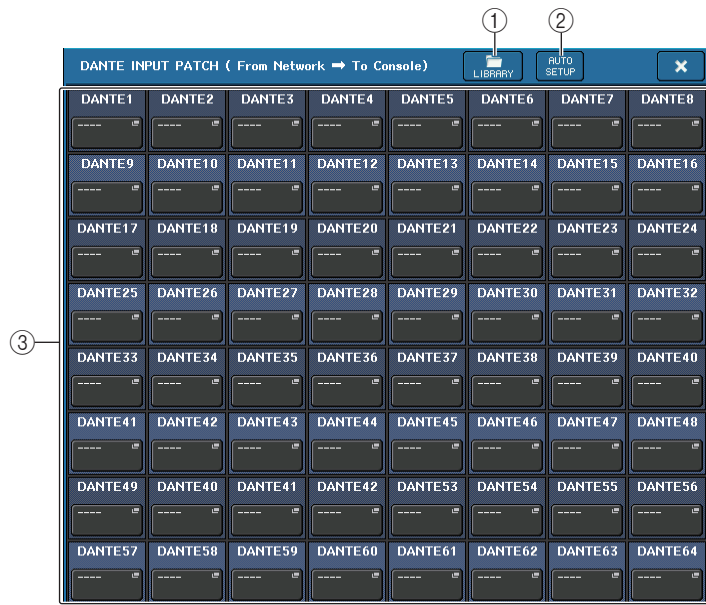 ① ②
DANTE INPUT PATCH ( From Network ➡ To Console) LIBRARY AUTO SETUP ×
DANTE1 DANTE2 DANTE3 DANTE4 DANTE5 DANTE6 DANTE7 DANTE8
---- ---- ---- ---- ---- ---- ---- ----
DANTE9 DANTE10 DANTE11 DANTE12 DANTE13 DANTE14 DANTE15 DANTE16
---- ---- ---- ---- ---- ---- ---- ----
DANTE17 DANTE18 DANTE19 DANTE20 DANTE21 DANTE22 DANTE23 DANTE24
---- ---- ---- ---- ---- ---- ---- ----
DANTE25 DANTE26 DANTE27 DANTE28 DANTE29 DANTE30 DANTE31 DANTE32
③ ---- ---- ---- ---- ---- ---- ---- ----
DANTE33 DANTE34 DANTE35 DANTE36 DANTE37 DANTE38 DANTE39 DANTE40
---- ---- ---- ---- ---- ---- ---- ----
DANTE41 DANTE42 DANTE43 DANTE44 DANTE45 DANTE46 DANTE47 DANTE48
---- ---- ---- ---- ---- ---- ---- ----
DANTE49 DANTE40 DANTE41 DANTE42 DANTE53 DANTE54 DANTE55 DANTE56
---- ---- ---- ---- ---- ---- ---- ----
DANTE57 DANTE58 DANTE59 DANTE60 DANTE61 DANTE62 DANTE63 DANTE64
---- ---- ---- ---- ---- ---- ---- ----